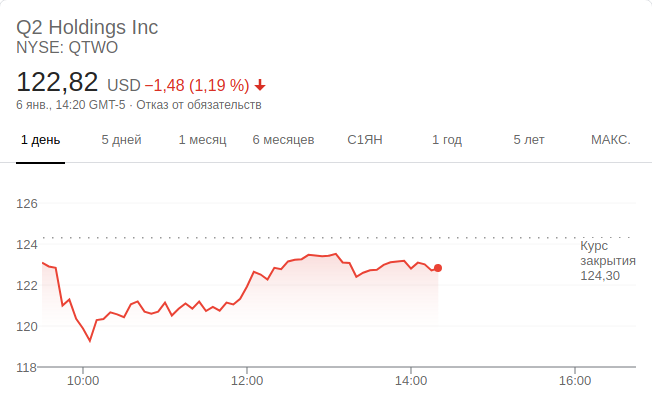 Q2 Holdings Inc
NYSE: QTWO
122,82 USD −1,48 (1,19 %)
6 янв., 14:20 GMT-5 · Отказ от обязательств
1 день 5 дней 1 месяц 6 месяцев С1ЯН 1 год 5 лет МАКС.
126
124
Курс
закрытия
124,30
122
120
118
10:00 12:00 14:00 16:00